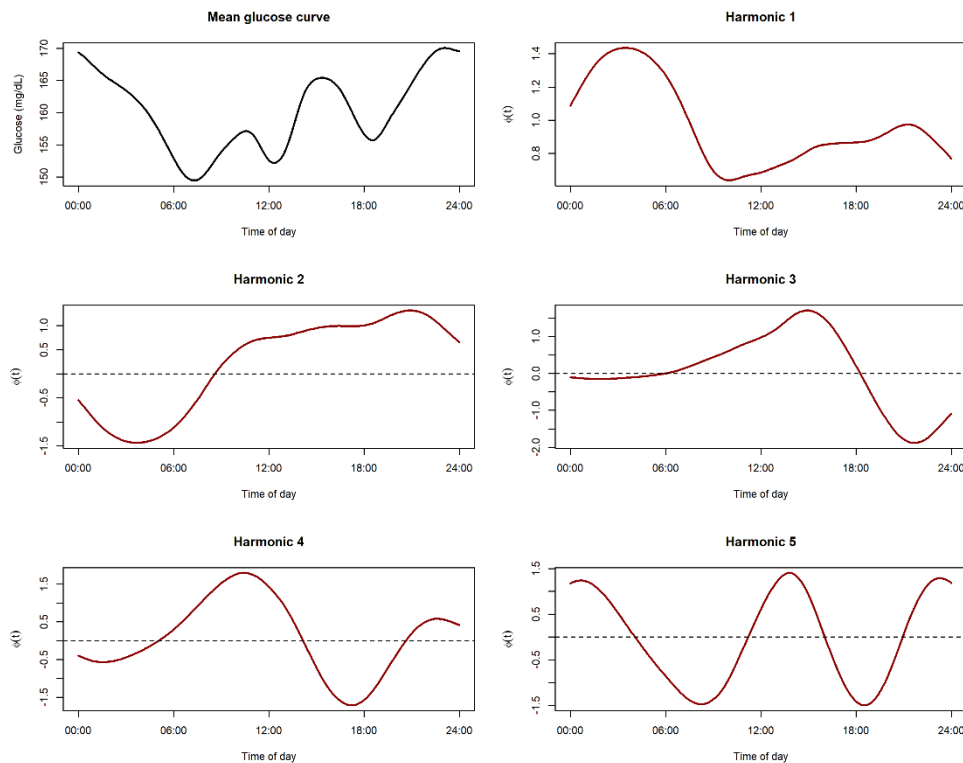 Mean glucose curve
Glucose (mg/dL)
170
165
160
155
150
00:00 06:00 12:00 18:00 24:00
Time of day
Harmonic 1
ϕ(t)
1.4
1.2
1.0
0.8
00:00 06:00 12:00 18:00 24:00
Time of day
Harmonic 2
ϕ(t)
1.0
0.5
-0.5
-1.5
00:00 06:00 12:00 18:00 24:00
Time of day
Harmonic 3
ϕ(t)
1.0
0.0
-1.0
-2.0
00:00 06:00 12:00 18:00 24:00
Time of day
Harmonic 4
ϕ(t)
1.5
0.5
-0.5
-1.5
00:00 06:00 12:00 18:00 24:00
Time of day
Harmonic 5
ϕ(t)
1.5
0.5
-0.5
-1.5
00:00 06:00 12:00 18:00 24:00
Time of day